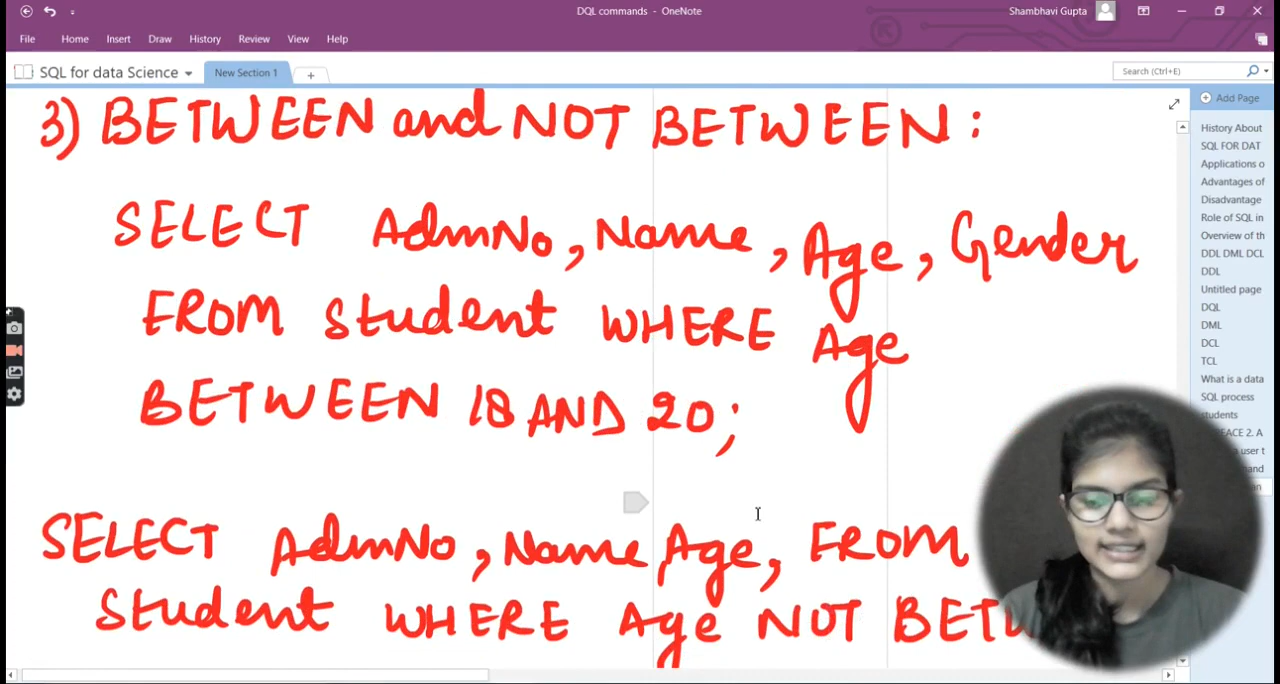 DQL commands - OneNote
Shambhavi Gupta
File Home Insert Draw History Review View Help
SQL for data Science
New Section 1
Search (Ctrl+E)
3) BETWEEN and NOT BETWEEN :
SELECT AdmNo, Name, Age, Gender
FROM student WHERE Age
BETWEEN 18 AND 20;
SELECT AdmNo, Name, Age, FROM
Student WHERE Age NOT BETW
Add Page
History About
SQL FOR DAT
Applications o
Advantages of
Disadvantage
Role of SQL in
Overview of th
DDL DML DCL
DDL
Untitled page
DQL
DML
DCL
TCL
What is a data
SQL process
students
FACE 2. A
user t